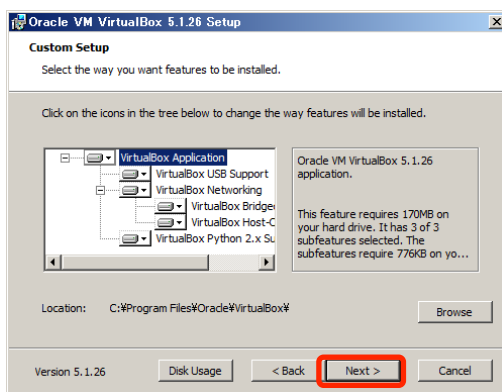 Oracle VM VirtualBox 5.1.26 Setup
Custom Setup
Select the way you want features to be installed.
Click on the icons in the tree below to change the way features will be installed.
VirtualBox Application
VirtualBox USB Support
VirtualBox Networking
VirtualBox Bridge
VirtualBox Host-C
VirtualBox Python 2.x Su
Oracle VM VirtualBox 5.1.26
application.
This feature requires 170MB on
your hard drive. It has 3 of 3
subfeatures selected. The
subfeatures require 776KB on yo...
Location: C:¥Program Files¥Oracle¥VirtualBox¥
Browse
Version 5.1.26
Disk Usage
< Back
Next >
Cancel